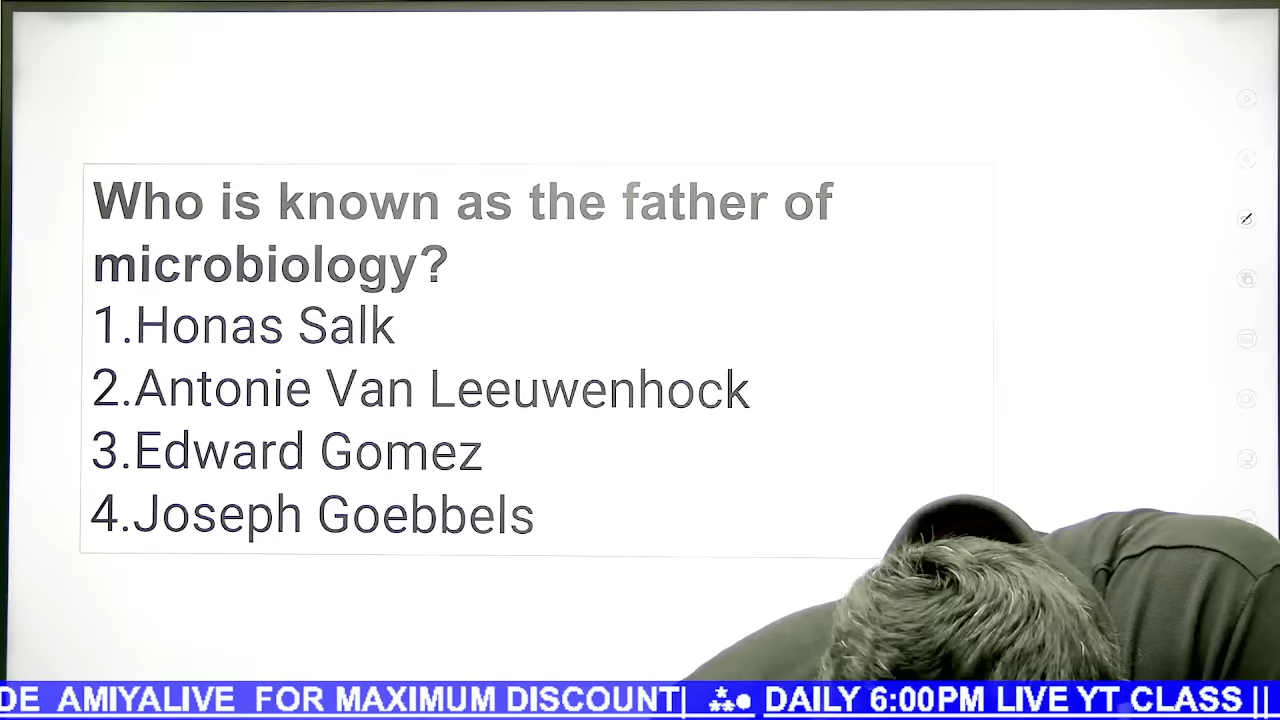 Who is known as the father of
microbiology?
1.Honas Salk
2.Antonie Van Leeuwenhock
3.Edward Gomez
4.Joseph Goebbels
DE AMIYALIVE FOR MAXIMUM DISCOUNT| DAILY 6:00PM LIVE YT CLASS ||